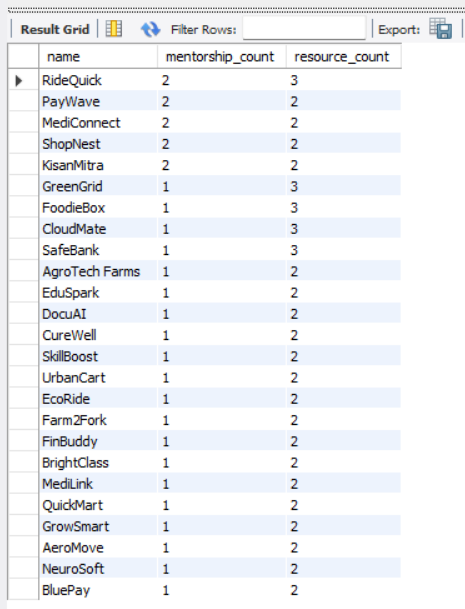 Result Grid Filter Rows: Export:
name mentorship_count resource_count
RideQuick 2 3
PayWave 2 2
MediConnect 2 2
ShopNest 2 2
KisanMitra 2 2
GreenGrid 1 3
FoodieBox 1 3
CloudMate 1 3
SafeBank 1 3
AgroTech Farms 1 2
EduSpark 1 2
DocuAI 1 2
CureWell 1 2
SkillBoost 1 2
UrbanCart 1 2
EcoRide 1 2
Farm2Fork 1 2
FinBuddy 1 2
BrightClass 1 2
MediLink 1 2
QuickMart 1 2
GrowSmart 1 2
AeroMove 1 2
NeuroSoft 1 2
BluePay 1 2